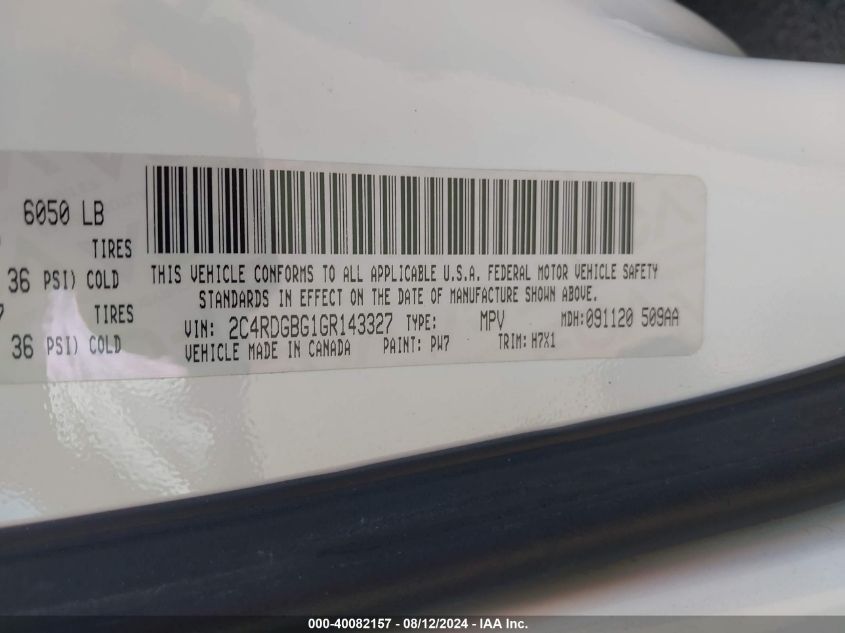 6050 LB
TIRES
36 PSI) COLD
TIRES
36 PSI) COLD
THIS VEHICLE CONFORMS TO ALL APPLICABLE U.S.A. FEDERAL MOTOR VEHICLE SAFETY
STANDARDS IN EFFECT ON THE DATE OF MANUFACTURE SHOWN ABOVE.
VIN: 2C4RDGBG1GR143327 TYPE: MPV MDH:091120 509AA
VEHICLE MADE IN CANADA PAINT: PW7 TRIM: H7X1
000-40082157 - 08/12/2024 - IAA Inc.